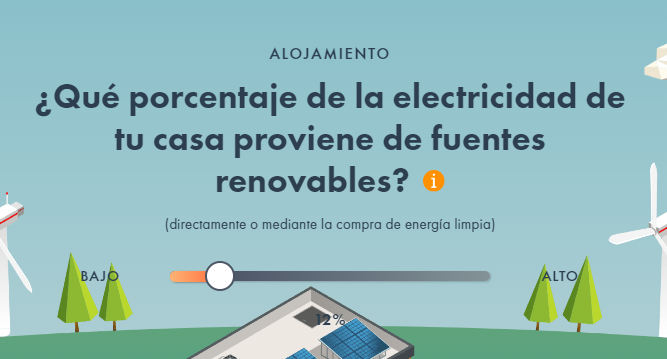 ALOJAMIENTO
¿Qué porcentaje de la electricidad de
tu casa proviene de fuentes
renovables? i
(directamente o mediante la compra de energía limpia)
BAJO ALTO
12%